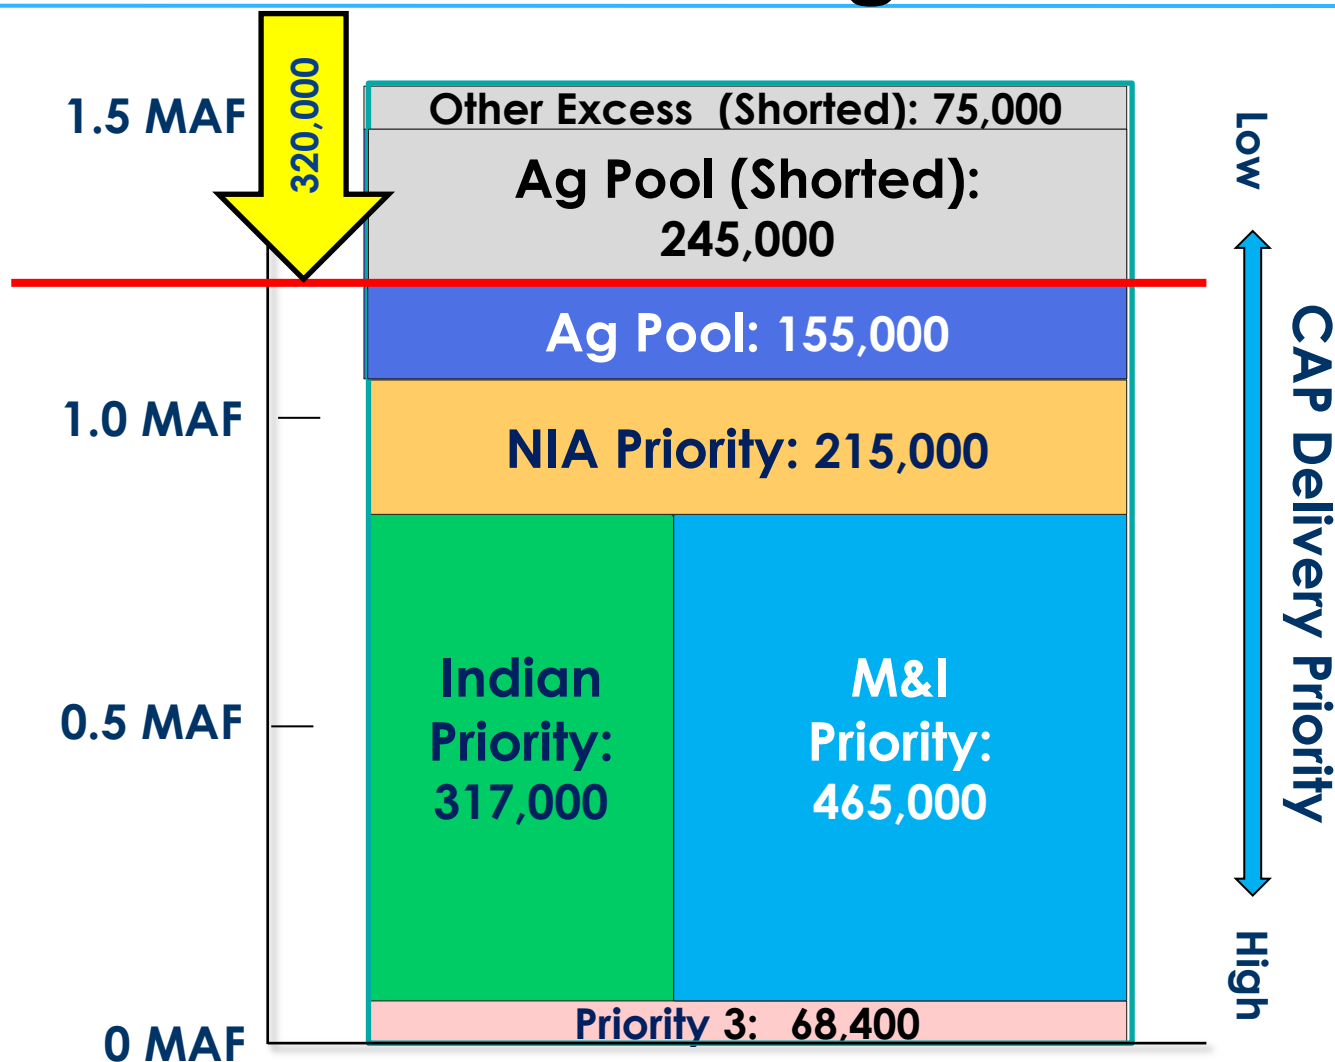 320,000
1.5 MAF
1.0 MAF
0.5 MAF
0 MAF
Other Excess (Shorted): 75,000
Ag Pool (Shorted):
245,000
Ag Pool: 155,000
NIA Priority: 215,000
Indian
Priority:
317,000
M&I
Priority:
465,000
Priority 3: 68,400
Low
CAP Delivery Priority
High